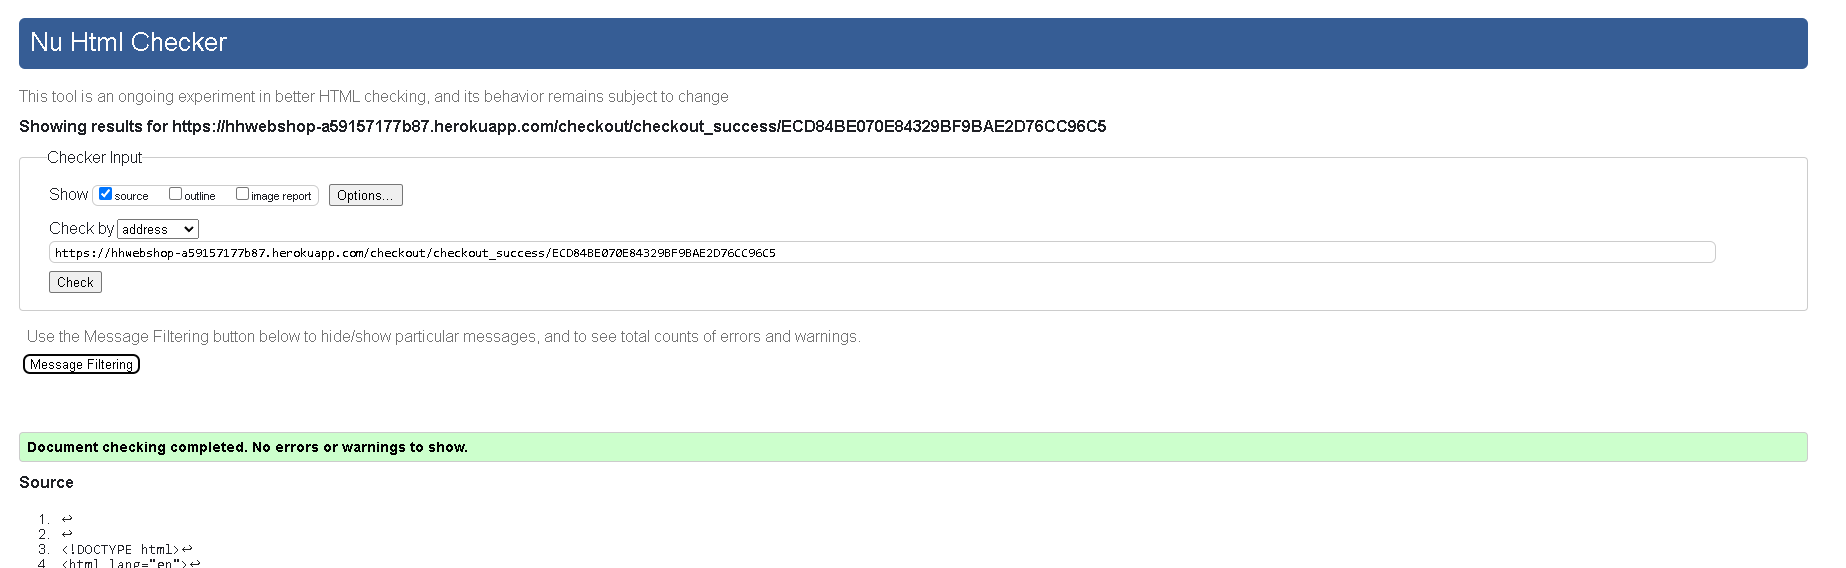 Nu Html Checker
This tool is an ongoing experiment in better HTML checking, and its behavior remains subject to change
Showing results for https://hhwebshop-a59157177b87.herokuapp.com/checkout/checkout_success/ECD84BE070E84329BF9BAE2D76CC96C5
Checker Input
Show source outline image report Options...
Check by address
https://hhwebshop-a59157177b87.herokuapp.com/checkout/checkout_success/ECD84BE070E84329BF9BAE2D76CC96C5
Check
Use the Message Filtering button below to hide/show particular messages, and to see total counts of errors and warnings.
Message Filtering
Document checking completed. No errors or warnings to show.
Source
1. ↩
2. ↩
3. <!DOCTYPE html>↩
4. <html lang="en">↩